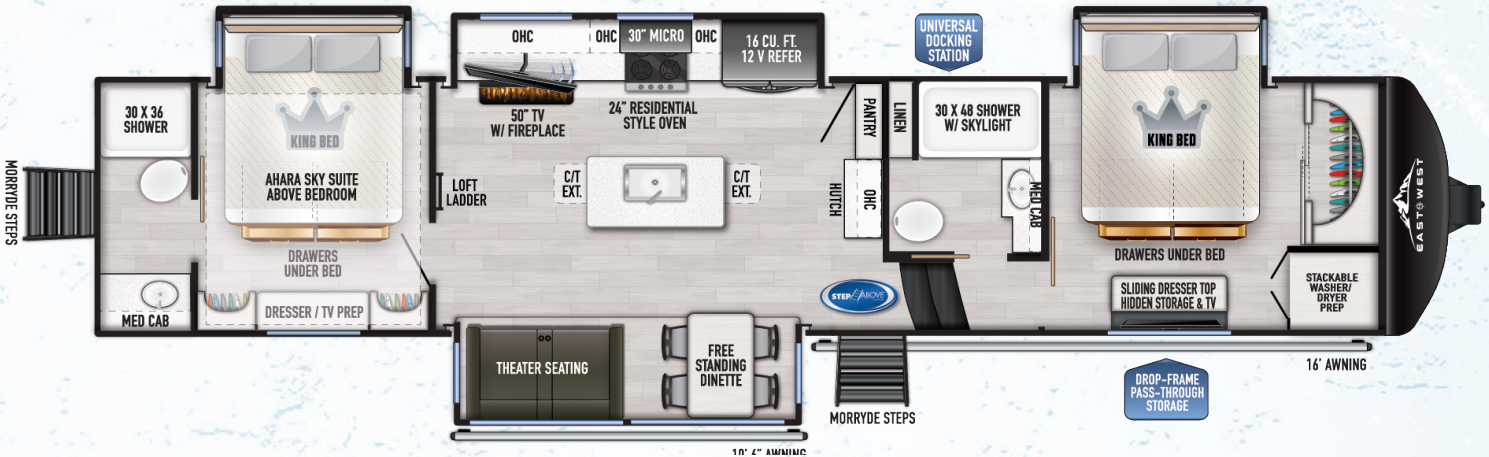 MORRYDE STEPS
30 X 36
SHOWER
MED CAB
KING BED
AHARA SKY SUITE
ABOVE BEDROOM
DRAWERS
UNDER BED
DRESSER / TV PREP
LOFT
LADDER
OHC
OHC
30" MICRO
OHC
16 CU. FT.
12 V REFER
50" TV
W/ FIREPLACE
24" RESIDENTIAL
STYLE OVEN
C/T
EXT.
C/T
EXT.
THEATER SEATING
FREE
STANDING
DINETTE
10' 6" AWNING
PANTRY
HUTCH
OHC
LINEN
UNIVERSAL
DOCKING
STATION
30 X 48 SHOWER
W/ SKYLIGHT
MED CAB
STEP ABOVE
MORRYDE STEPS
KING BED
DRAWERS UNDER BED
SLIDING DRESSER TOP
HIDDEN STORAGE & TV
STACKABLE
WASHER/
DRYER
PREP
16' AWNING
DROP-FRAME
PASS-THROUGH
STORAGE
EAST WEST